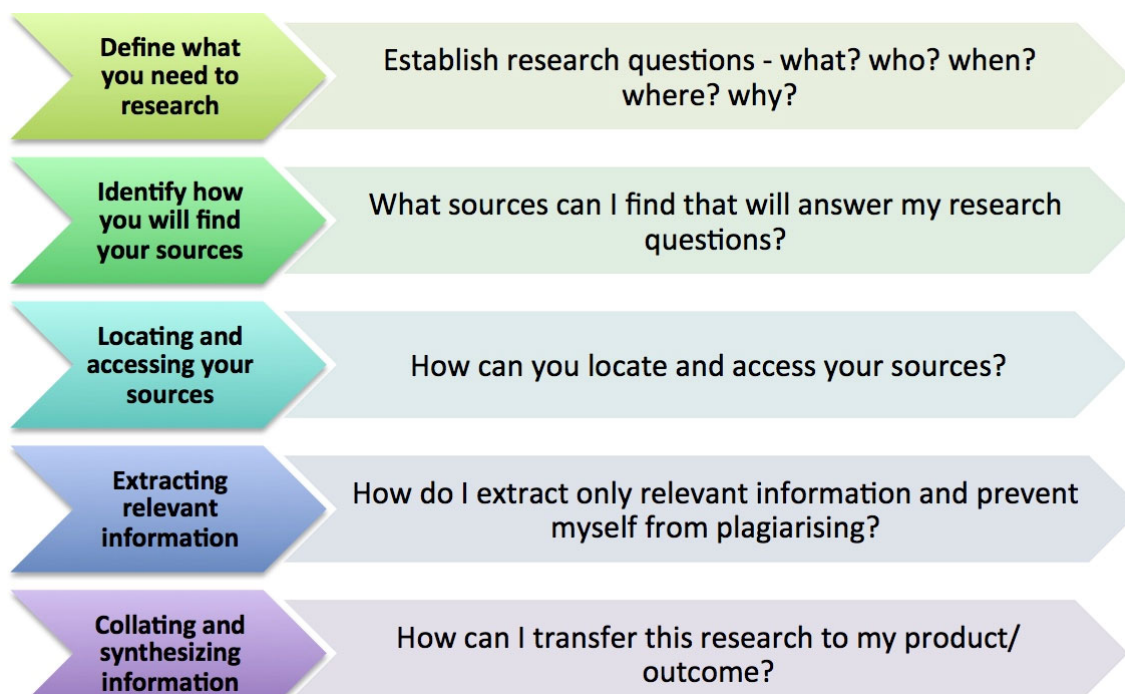 Define what
you need to
research
Establish research questions - what? who? when?
where? why?
Identify how
you will find
your sources
What sources can I find that will answer my research
questions?
Locating and
accessing your
sources
How can you locate and access your sources?
Extracting
relevant
information
How do I extract only relevant information and prevent
myself from plagiarising?
Collating and
synthesizing
information
How can I transfer this research to my product/
outcome?